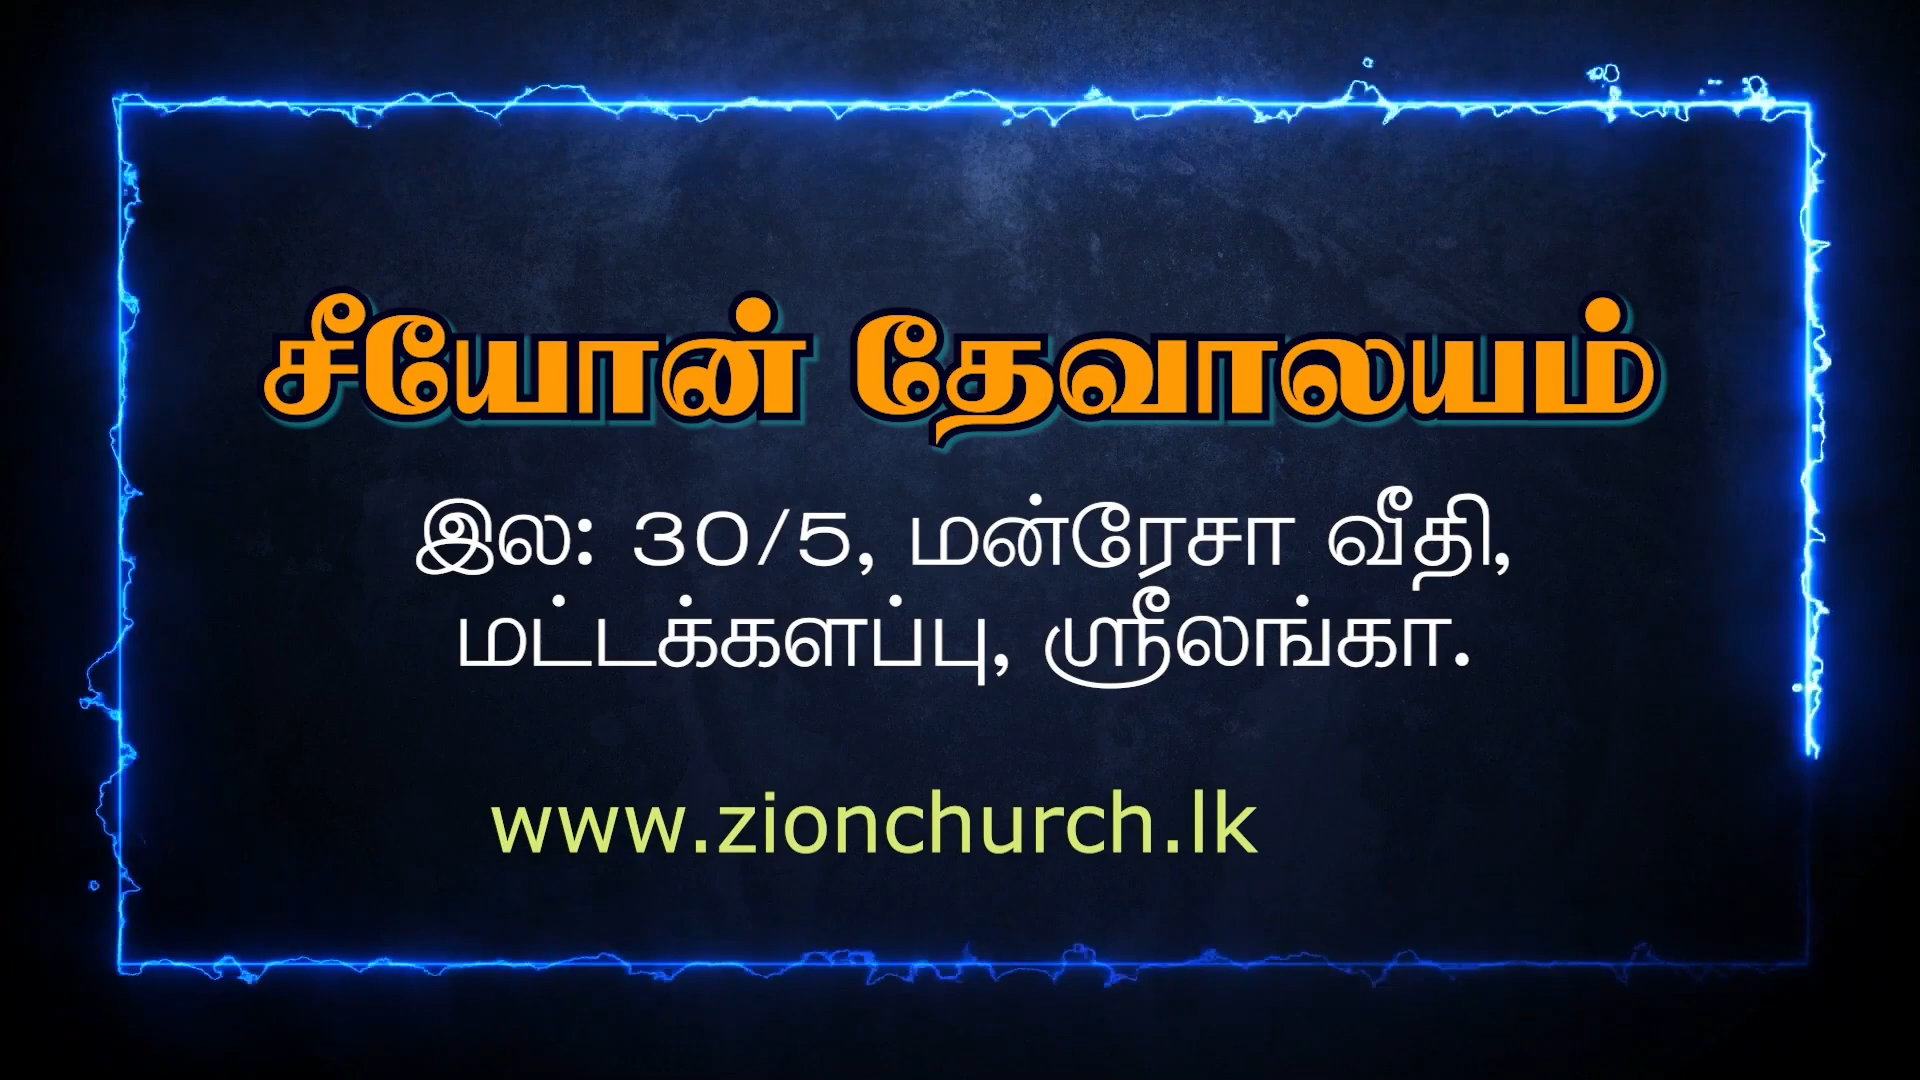 சீயோன் தேவாலயம்
இல: 30/5, மன்ரேசா வீதி,
மட்டக்களப்பு, ஸ்ரீலங்கா.
www.zionchurch.lk